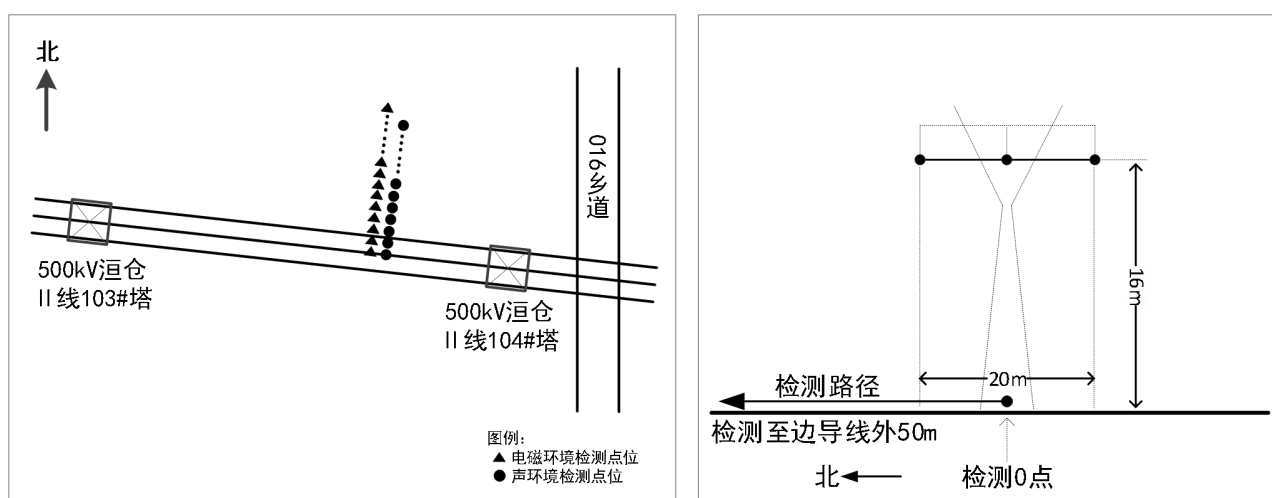 北
016乡道
500kV洹仓
II线103#塔
500kV洹仓
II线104#塔
图例：
电磁环境检测点位
声环境检测点位
16m
20m
检测路径
检测至边导线外50m
北
检测0点